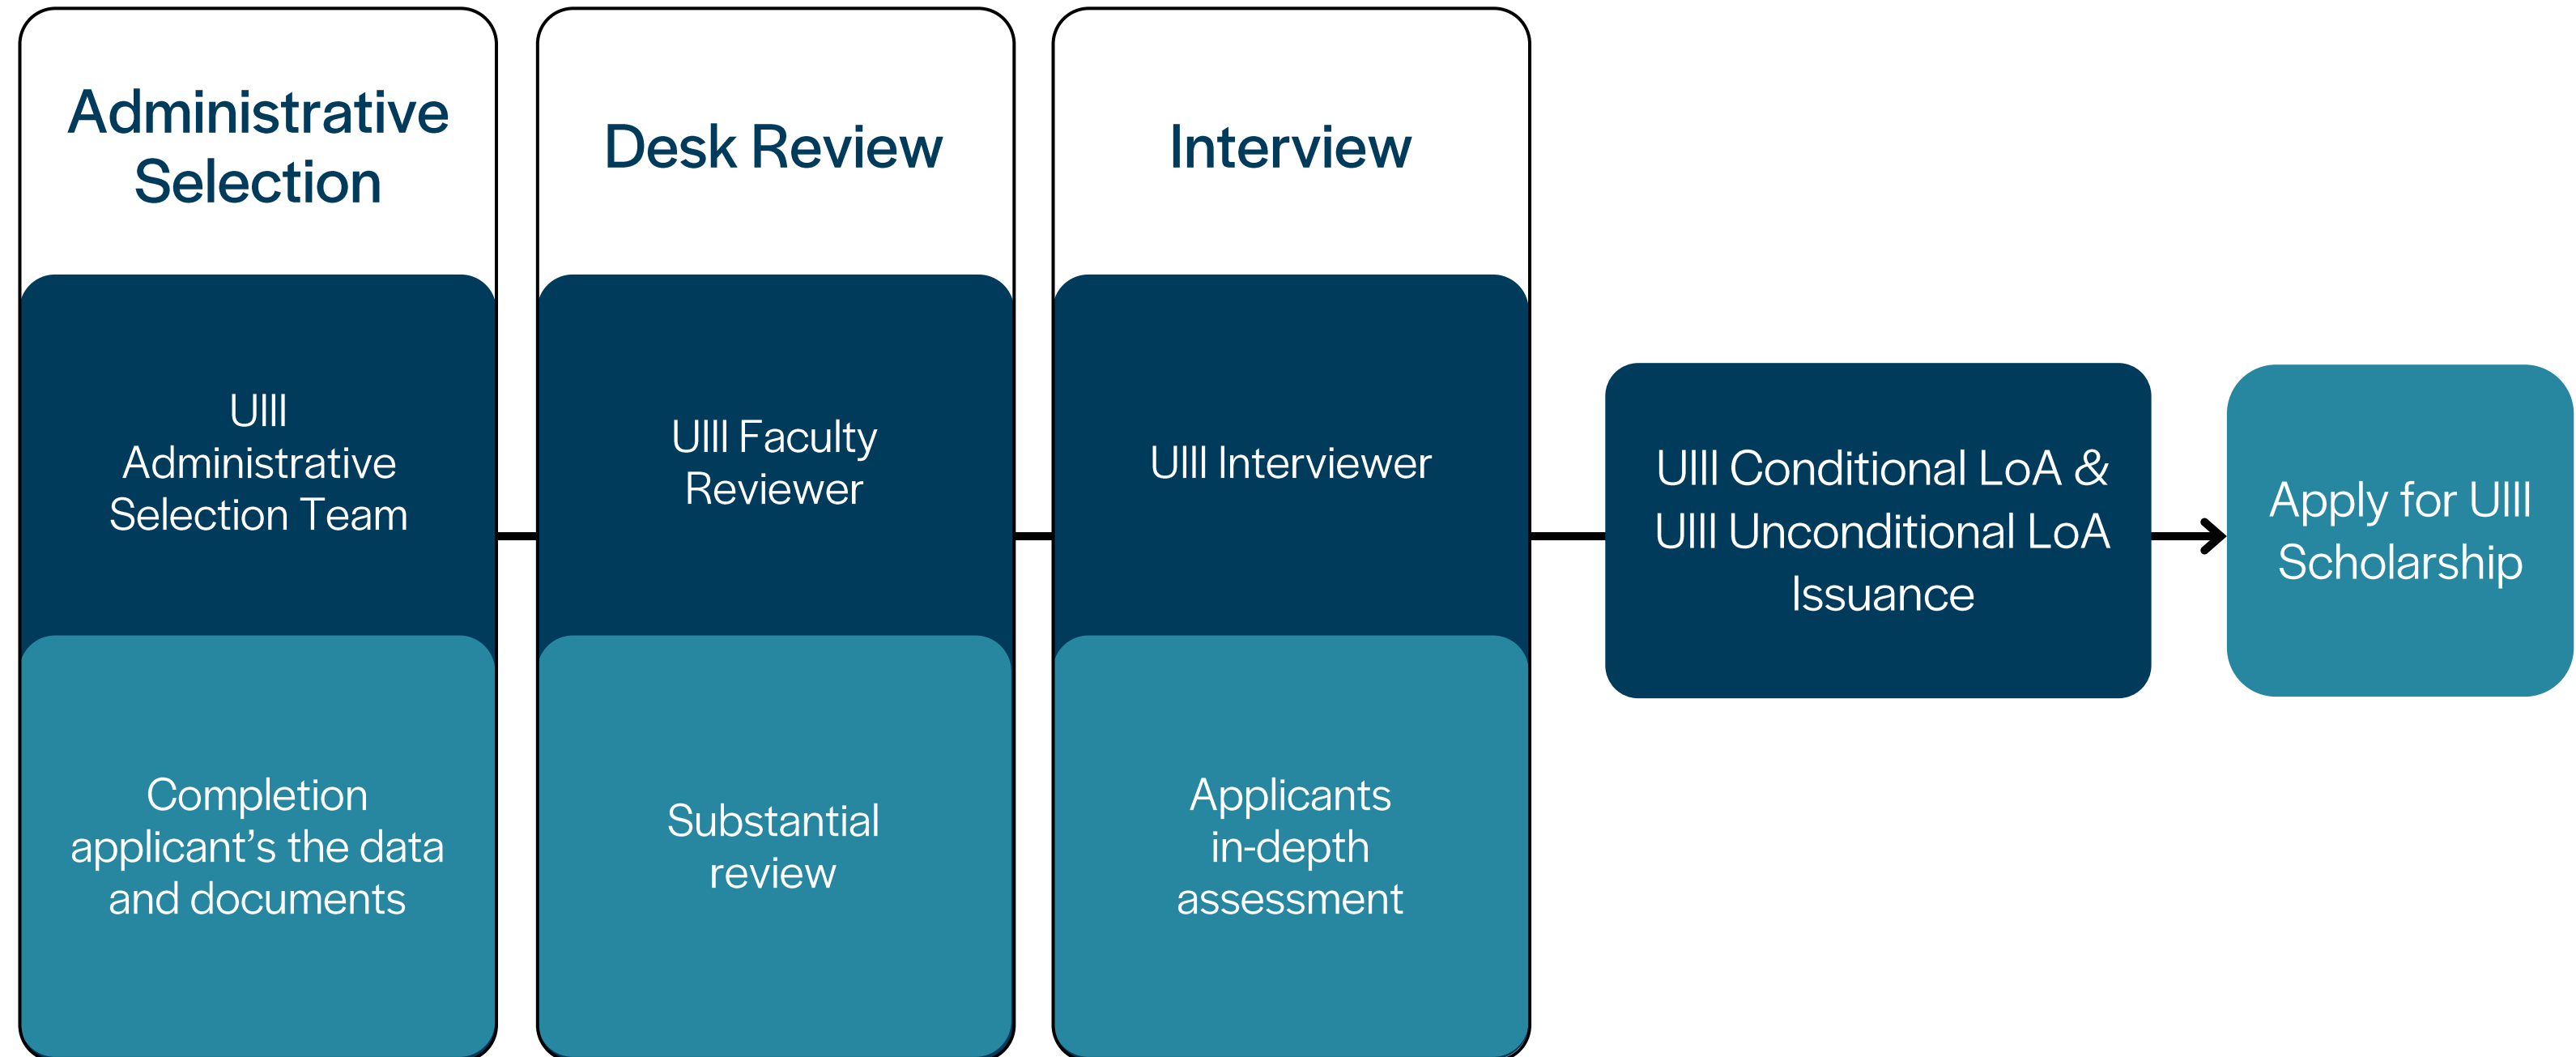 Administrative
Selection
UIII
Administrative
Selection Team
Completion
applicant's the data
and documents
Desk Review
UIII Faculty
Reviewer
Substantial
review
Interview
UIII Interviewer
Applicants
in-depth
assessment
UIII Conditional LoA &
UIII Unconditional LoA
Issuance
Apply for UIII
Scholarship